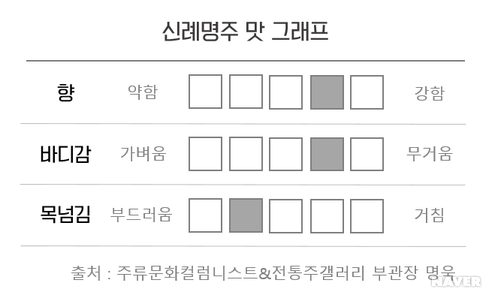 신례명주 맛 그래프
향 약함 강함
바디감 가벼움 무거움
목넘김 부드러움 거침
출처 : 주류문화컬럼니스트&전통주갤러리 부관장 명욱
NAVER